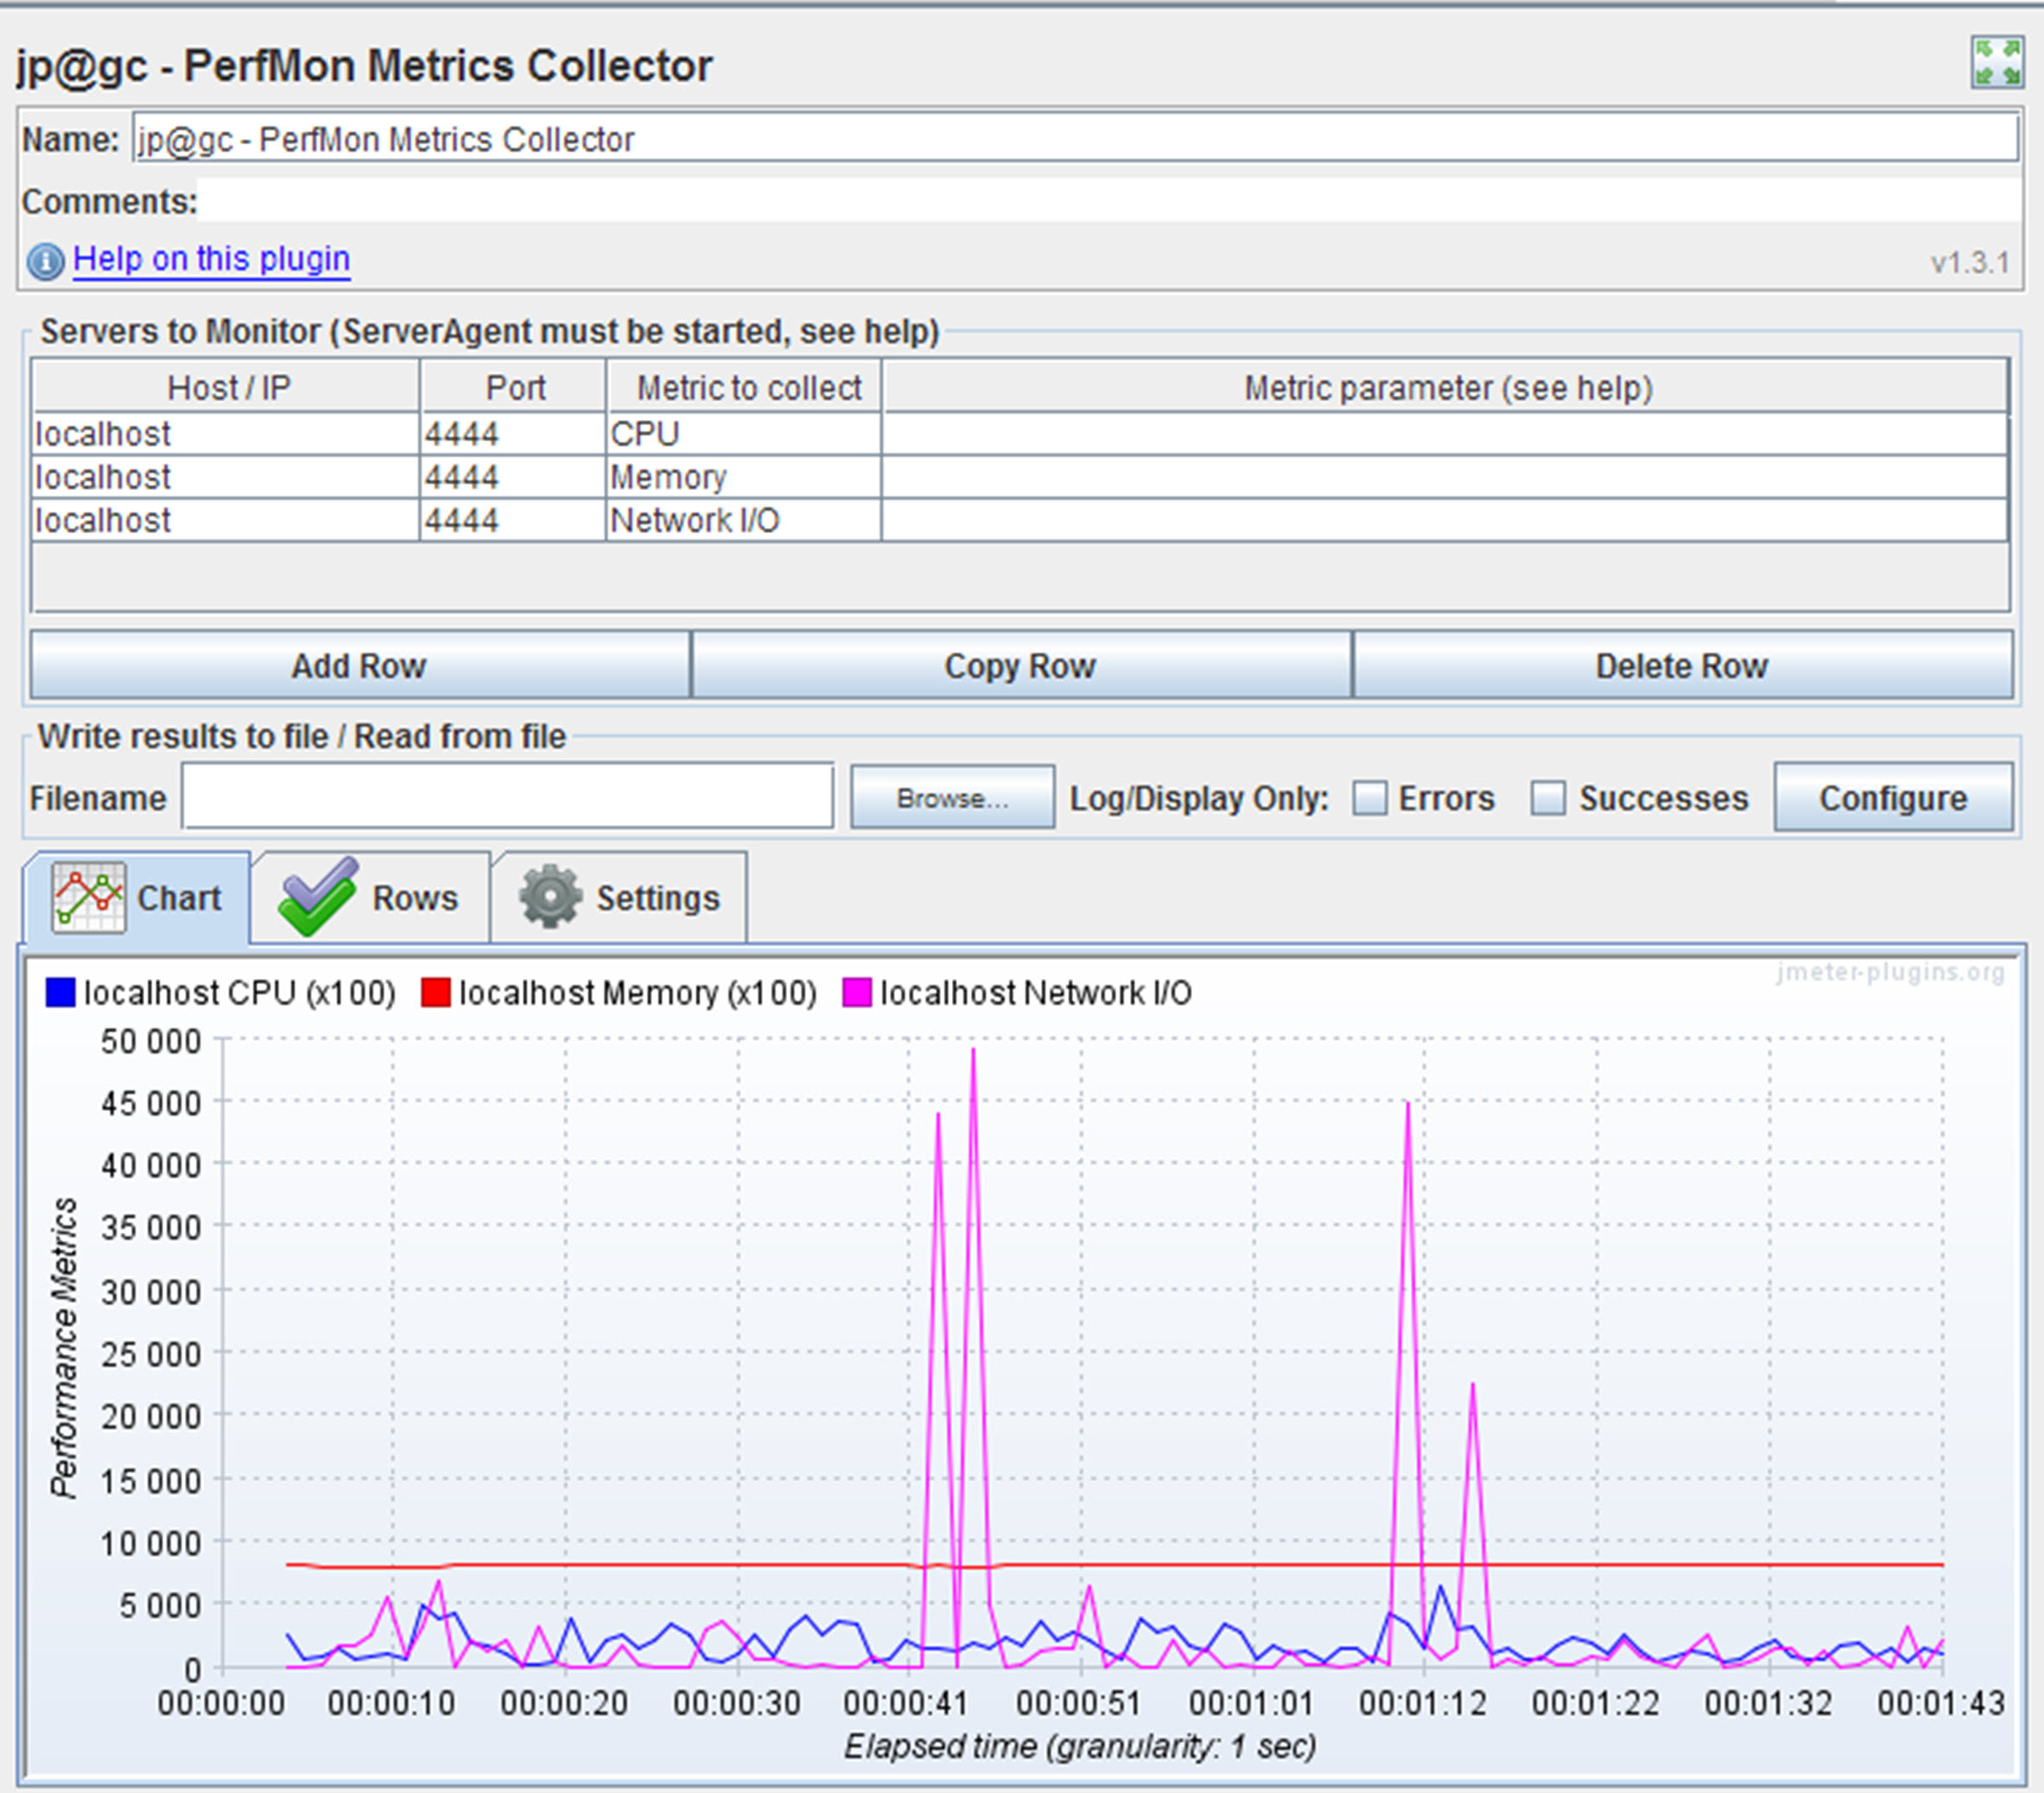 jp@gc - PerfMon Metrics Collector
Name: jp@gc - PerfMon Metrics Collector
Comments:
Help on this plugin v1.3.1
Servers to Monitor (ServerAgent must be started, see help)
Host / IP Port Metric to collect Metric parameter (see help)
localhost 4444 CPU
localhost 4444 Memory
localhost 4444 Network I/O
Add Row Copy Row Delete Row
Write results to file / Read from file
Filename Browse... Log/Display Only: Errors Successes Configure
Chart Rows Settings
jmeter-plugins.org
localhost CPU (x100) localhost Memory (x100) localhost Network I/O
50 000
45 000
40 000
35 000
30 000
25 000
20 000
15 000
10 000
5 000
0
Performance Metrics
00:00:00 00:00:10 00:00:20 00:00:30 00:00:41 00:00:51 00:01:01 00:01:12 00:01:22 00:01:32 00:01:43
Elapsed time (granularity: 1 sec)